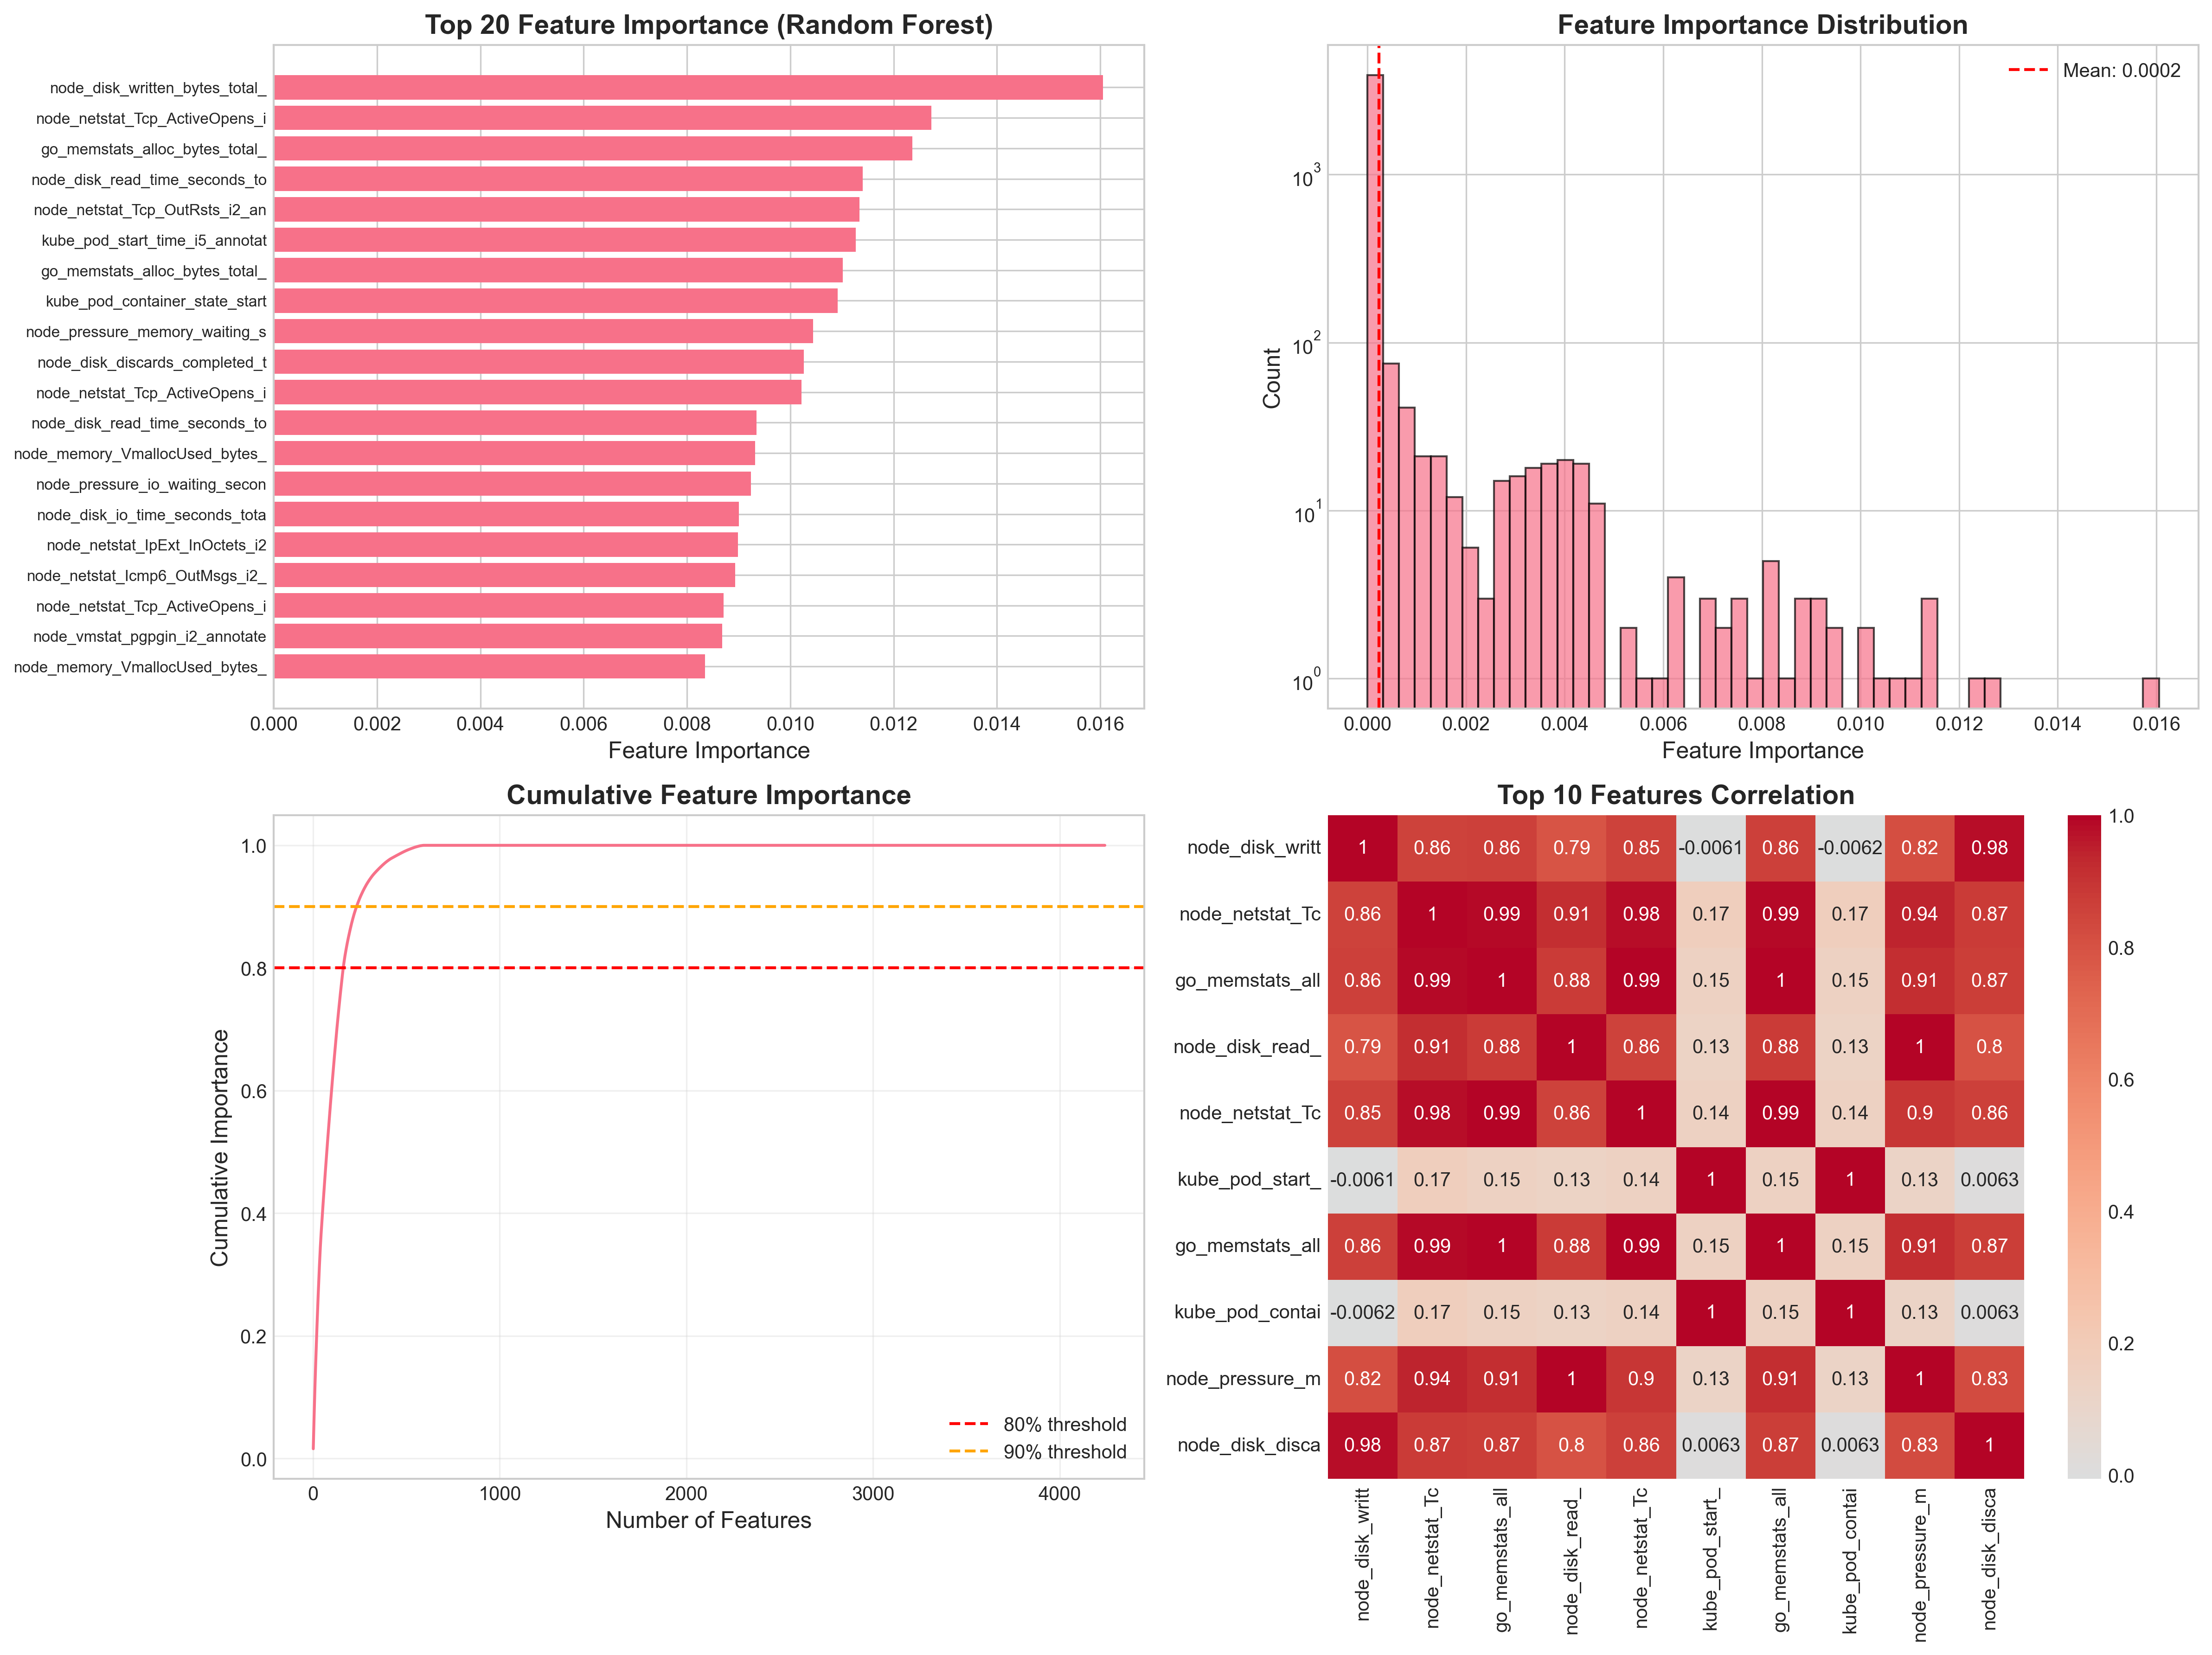 Top 20 Feature Importance (Random Forest)
node_disk_written_bytes_total_
node_netstat_Tcp_ActiveOpens_i
go_memstats_alloc_bytes_total_
node_disk_read_time_seconds_to
node_netstat_Tcp_OutRsts_i2_an
kube_pod_start_time_i5_annotat
go_memstats_alloc_bytes_total_
kube_pod_container_state_start
node_pressure_memory_waiting_s
node_disk_discards_completed_t
node_netstat_Tcp_ActiveOpens_i
node_disk_read_time_seconds_to
node_memory_VmallocUsed_bytes_
node_pressure_io_waiting_secon
node_disk_io_time_seconds_tota
node_netstat_IpExt_InOctets_i2
node_netstat_Icmp6_OutMsgs_i2_
node_netstat_Tcp_ActiveOpens_i
node_vmstat_pgpgin_i2_annotate
node_memory_VmallocUsed_bytes_
0.000 0.002 0.004 0.006 0.008 0.010 0.012 0.014 0.016
Feature Importance
Feature Importance Distribution
Mean: 0.0002
Count
10^3
10^2
10^1
10^0
0.000 0.002 0.004 0.006 0.008 0.010 0.012 0.014 0.016
Feature Importance
Cumulative Feature Importance
Cumulative Importance
1.0
0.8
0.6
0.4
0.2
0.0
80% threshold
90% threshold
0 1000 2000 3000 4000
Number of Features
Top 10 Features Correlation
node_disk_writt 1 0.86 0.86 0.79 0.85 -0.0061 0.86 -0.0062 0.82 0.98
node_netstat_Tc 0.86 1 0.99 0.91 0.98 0.17 0.99 0.17 0.94 0.87
go_memstats_all 0.86 0.99 1 0.88 0.99 0.15 1 0.15 0.91 0.87
node_disk_read_ 0.79 0.91 0.88 1 0.86 0.13 0.88 0.13 1 0.8
node_netstat_Tc 0.85 0.98 0.99 0.86 1 0.14 0.99 0.14 0.9 0.86
kube_pod_start_ -0.0061 0.17 0.15 0.13 0.14 1 0.15 1 0.13 0.0063
go_memstats_all 0.86 0.99 1 0.88 0.99 0.15 1 0.15 0.91 0.87
kube_pod_contai -0.0062 0.17 0.15 0.13 0.14 1 0.15 1 0.13 0.0063
node_pressure_m 0.82 0.94 0.91 1 0.9 0.13 0.91 0.13 1 0.83
node_disk_disca 0.98 0.87 0.87 0.8 0.86 0.0063 0.87 0.0063 0.83 1
node_disk_writt
node_netstat_Tc
go_memstats_all
node_disk_read_
node_netstat_Tc
kube_pod_start_
go_memstats_all
kube_pod_contai
node_pressure_m
node_disk_disca
1.0
0.8
0.6
0.4
0.2
0.0